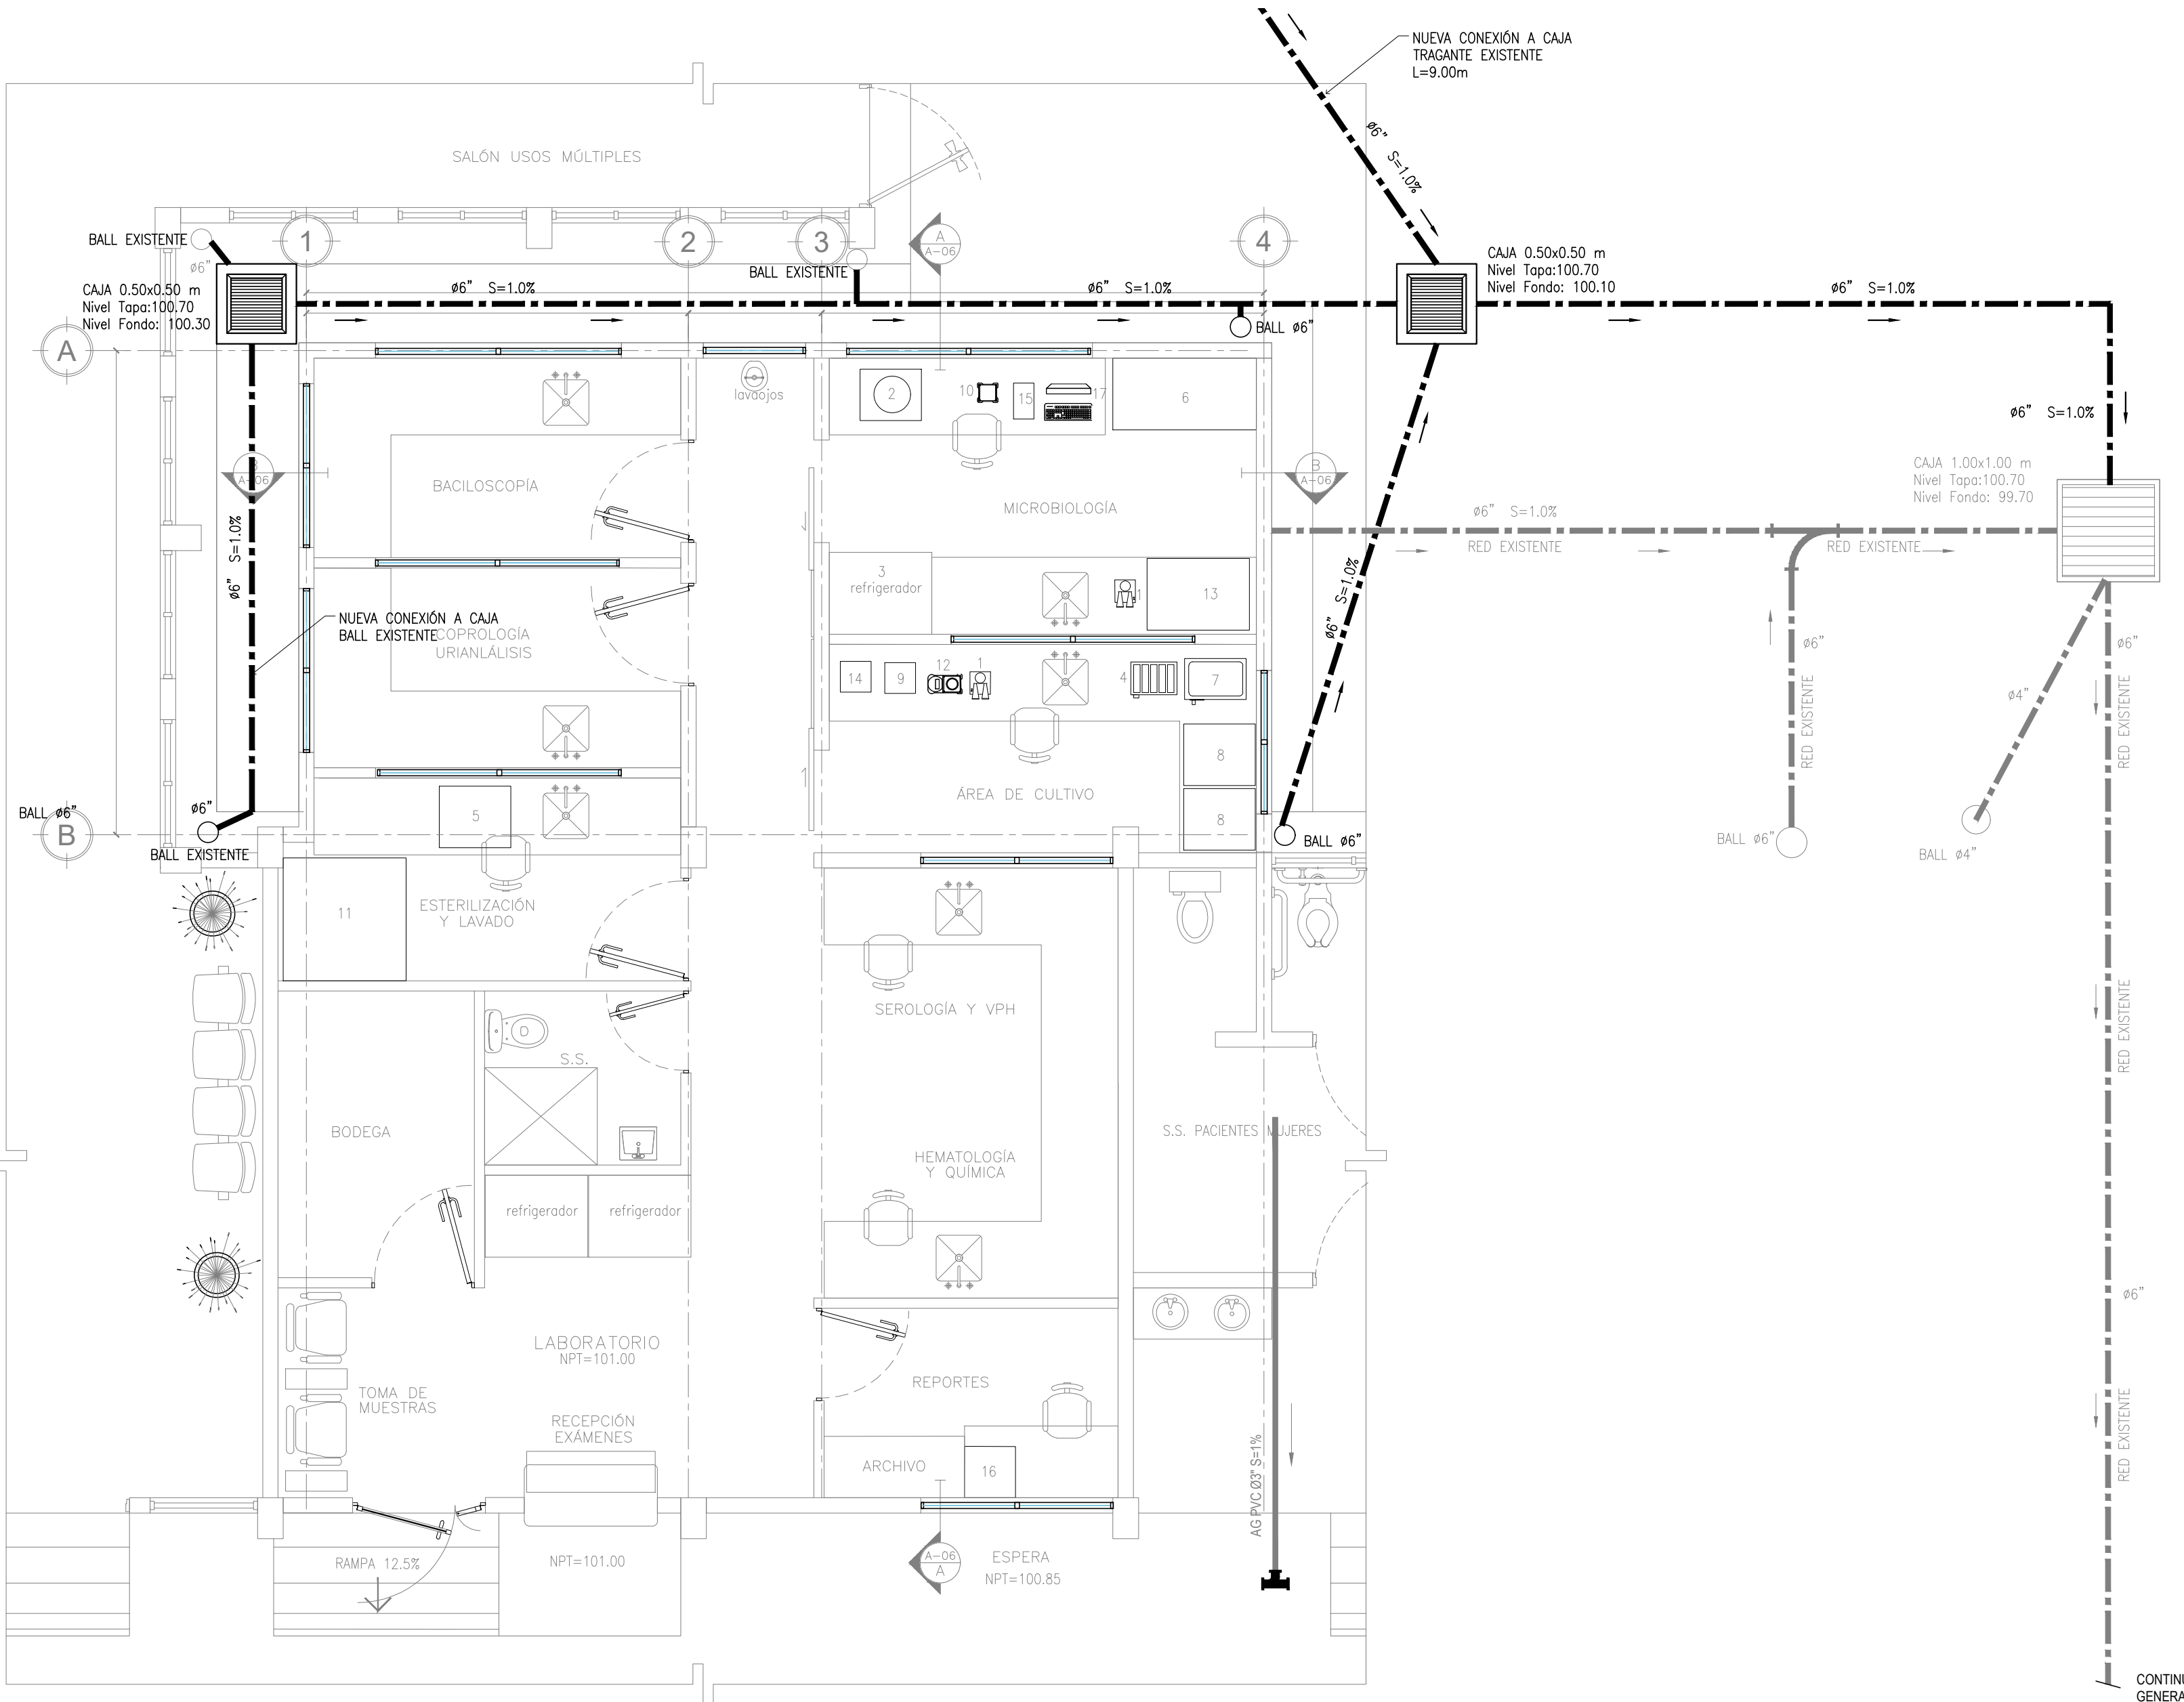 NUEVA CONEXIÓN A CAJA
TRAGANTE EXISTENTE
L=9.00m
ø6" S=1.0%
SALÓN USOS MÚLTIPLES
BALL EXISTENTE
ø6"
1
2
3
4
A
A-06
BALL EXISTENTE
CAJA 0.50x0.50 m
Nivel Tapa:100.70
Nivel Fondo: 100.10
CAJA 0.50x0.50 m
Nivel Tapa:100.70
Nivel Fondo: 100.30
ø6" S=1.0%
ø6" S=1.0%
ø6" S=1.0%
BALL ø6"
A
lavaojos
2
10
15
17
6
ø6" S=1.0%
B
A-06
BACILOSCOPÍA
MICROBIOLOGÍA
B
A-06
CAJA 1.00x1.00 m
Nivel Tapa:100.70
Nivel Fondo: 99.70
ø6" S=1.0%
RED EXISTENTE
RED EXISTENTE
ø6" S=1.0%
3
refrigerador
1
13
ø6" S=1.0%
NUEVA CONEXIÓN A CAJA
BALL EXISTENTE
COPROLOGÍA
URIANLÁLISIS
14
9
12
1
4
7
ø6"
RED EXISTENTE
ø4"
ø6"
RED EXISTENTE
8
ÁREA DE CULTIVO
BALL ø6"
ø6"
B
BALL EXISTENTE
5
8
BALL ø6"
BALL ø6"
BALL ø4"
11
ESTERILIZACIÓN
Y LAVADO
SEROLOGÍA Y VPH
RED EXISTENTE
S.S.
BODEGA
S.S. PACIENTES MUJERES
HEMATOLOGÍA
Y QUÍMICA
refrigerador
refrigerador
ø6"
LABORATORIO
NPT=101.00
REPORTES
TOMA DE
MUESTRAS
RECEPCIÓN
EXÁMENES
RED EXISTENTE
ARCHIVO
16
AG PVC Ø3" S=1%
RAMPA 12.5%
NPT=101.00
A-06
A
ESPERA
NPT=100.85